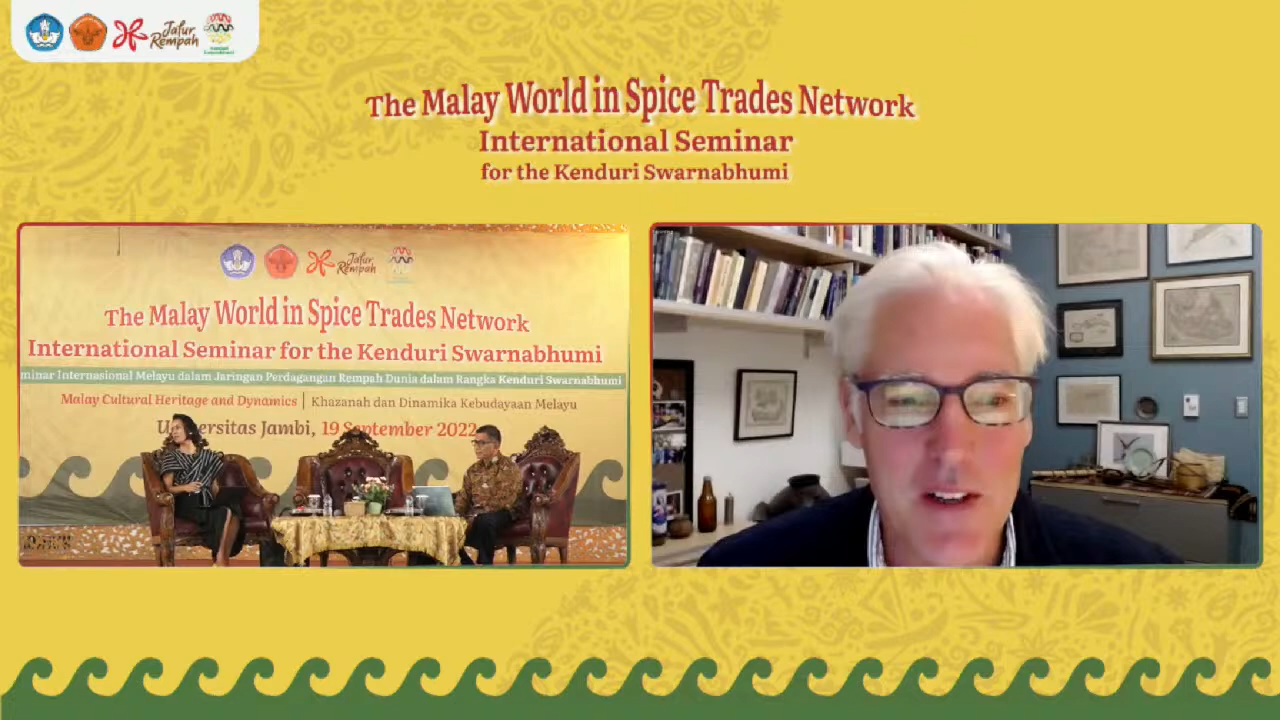 Jalur
Rempah
The Malay World in Spice Trades Network
International Seminar
for the Kenduri Swarnabhumi
Jalur
Rempah
The Malay World in Spice Trades Network
International Seminar for the Kenduri Swarnabhumi
minar Internasional Melayu dalam Jaringan Perdagangan Rempah Dunia dalam Rangka Kenduri Swarnabhumi
Malay Cultural Heritage and Dynamics | Khazanah dan Dinamika Kebudayaan Melayu
Jambi, 19 September 2022